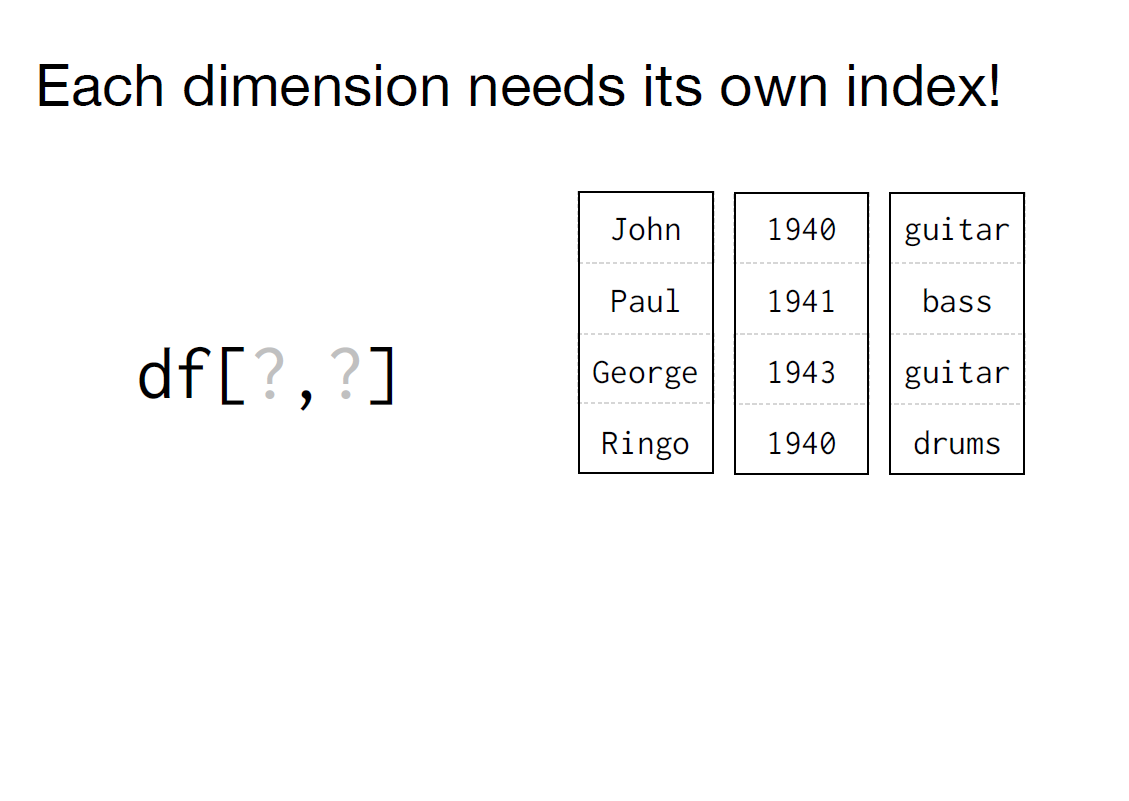 Each dimension needs its own index!
df[?,?]
John 1940 guitar
Paul 1941 bass
George 1943 guitar
Ringo 1940 drums